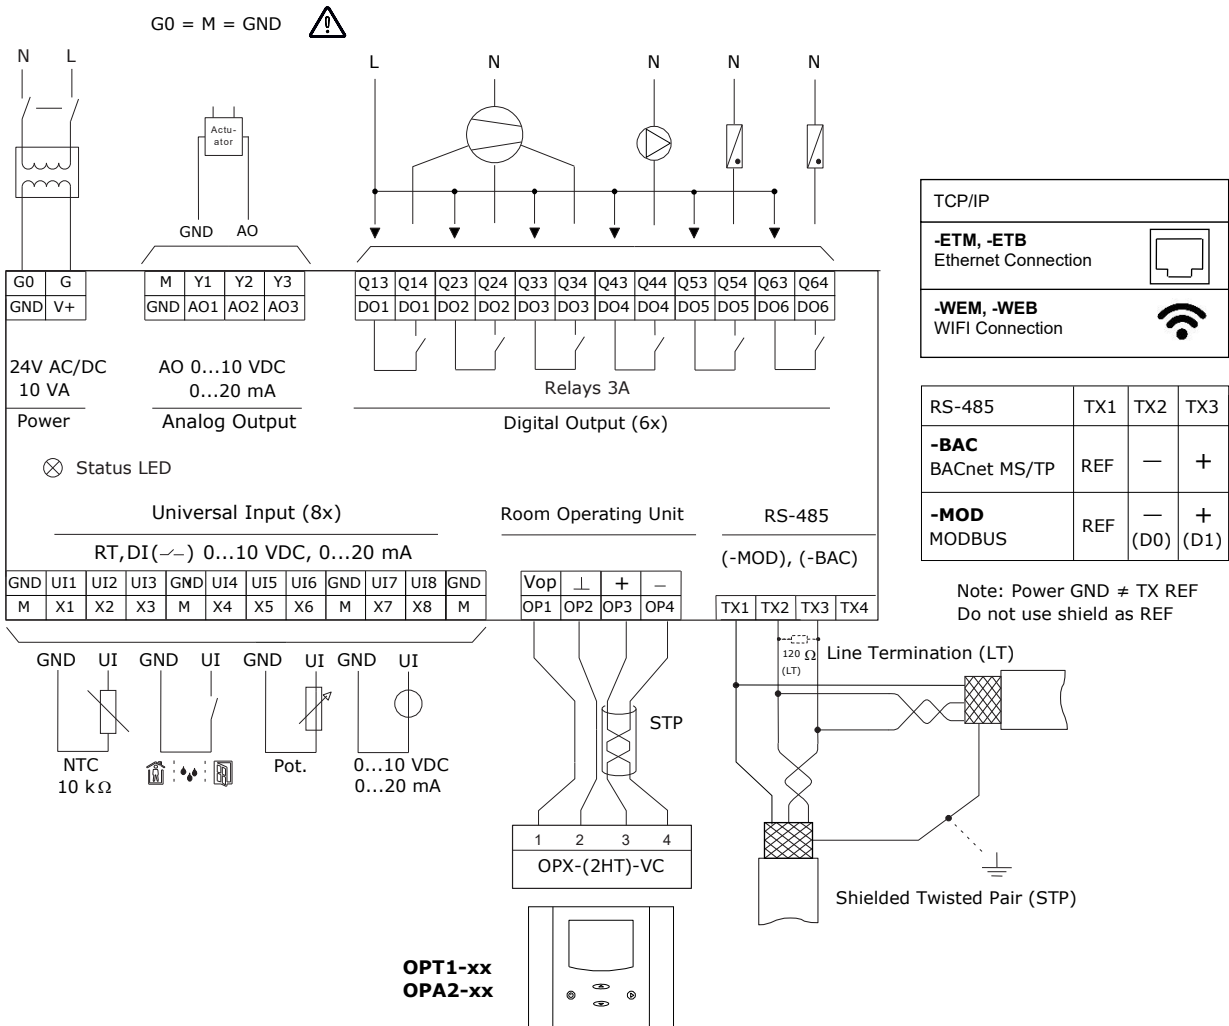 G0 = M = GND
N L
L N N N N
Actu-
ator
GND AO
G0 G
GND V+
M Y1 Y2 Y3
GND AO1 AO2 AO3
Q13 Q14 Q23 Q24 Q33 Q34 Q43 Q44 Q53 Q54 Q63 Q64
DO1 DO1 DO2 DO2 DO3 DO3 DO4 DO4 DO5 DO5 DO6 DO6
24V AC/DC
10 VA
Power
AO 0...10 VDC
0...20 mA
Analog Output
Relays 3A
Digital Output (6x)
Status LED
Universal Input (8x)
RT,DI( ) 0...10 VDC, 0...20 mA
GND UI1 UI2 UI3 GND UI4 UI5 UI6 GND UI7 UI8 GND
M X1 X2 X3 M X4 X5 X6 M X7 X8 M
Room Operating Unit
Vop ⊥ + −
OP1 OP2 OP3 OP4
RS-485
(-MOD), (-BAC)
TX1 TX2 TX3 TX4
GND UI GND UI GND UI GND UI
NTC
10 kΩ
Pot.
0...10 VDC
0...20 mA
STP
120 Ω
(LT)
Line Termination (LT)
1 2 3 4
OPX-(2HT)-VC
Shielded Twisted Pair (STP)
OPT1-xx
OPA2-xx
TCP/IP
-ETM, -ETB
Ethernet Connection
-WEM, -WEB
WIFI Connection
RS-485 TX1 TX2 TX3
-BAC
BACnet MS/TP REF — +
-MOD
MODBUS REF — (D0) + (D1)
Note: Power GND ≠ TX REF
Do not use shield as REF